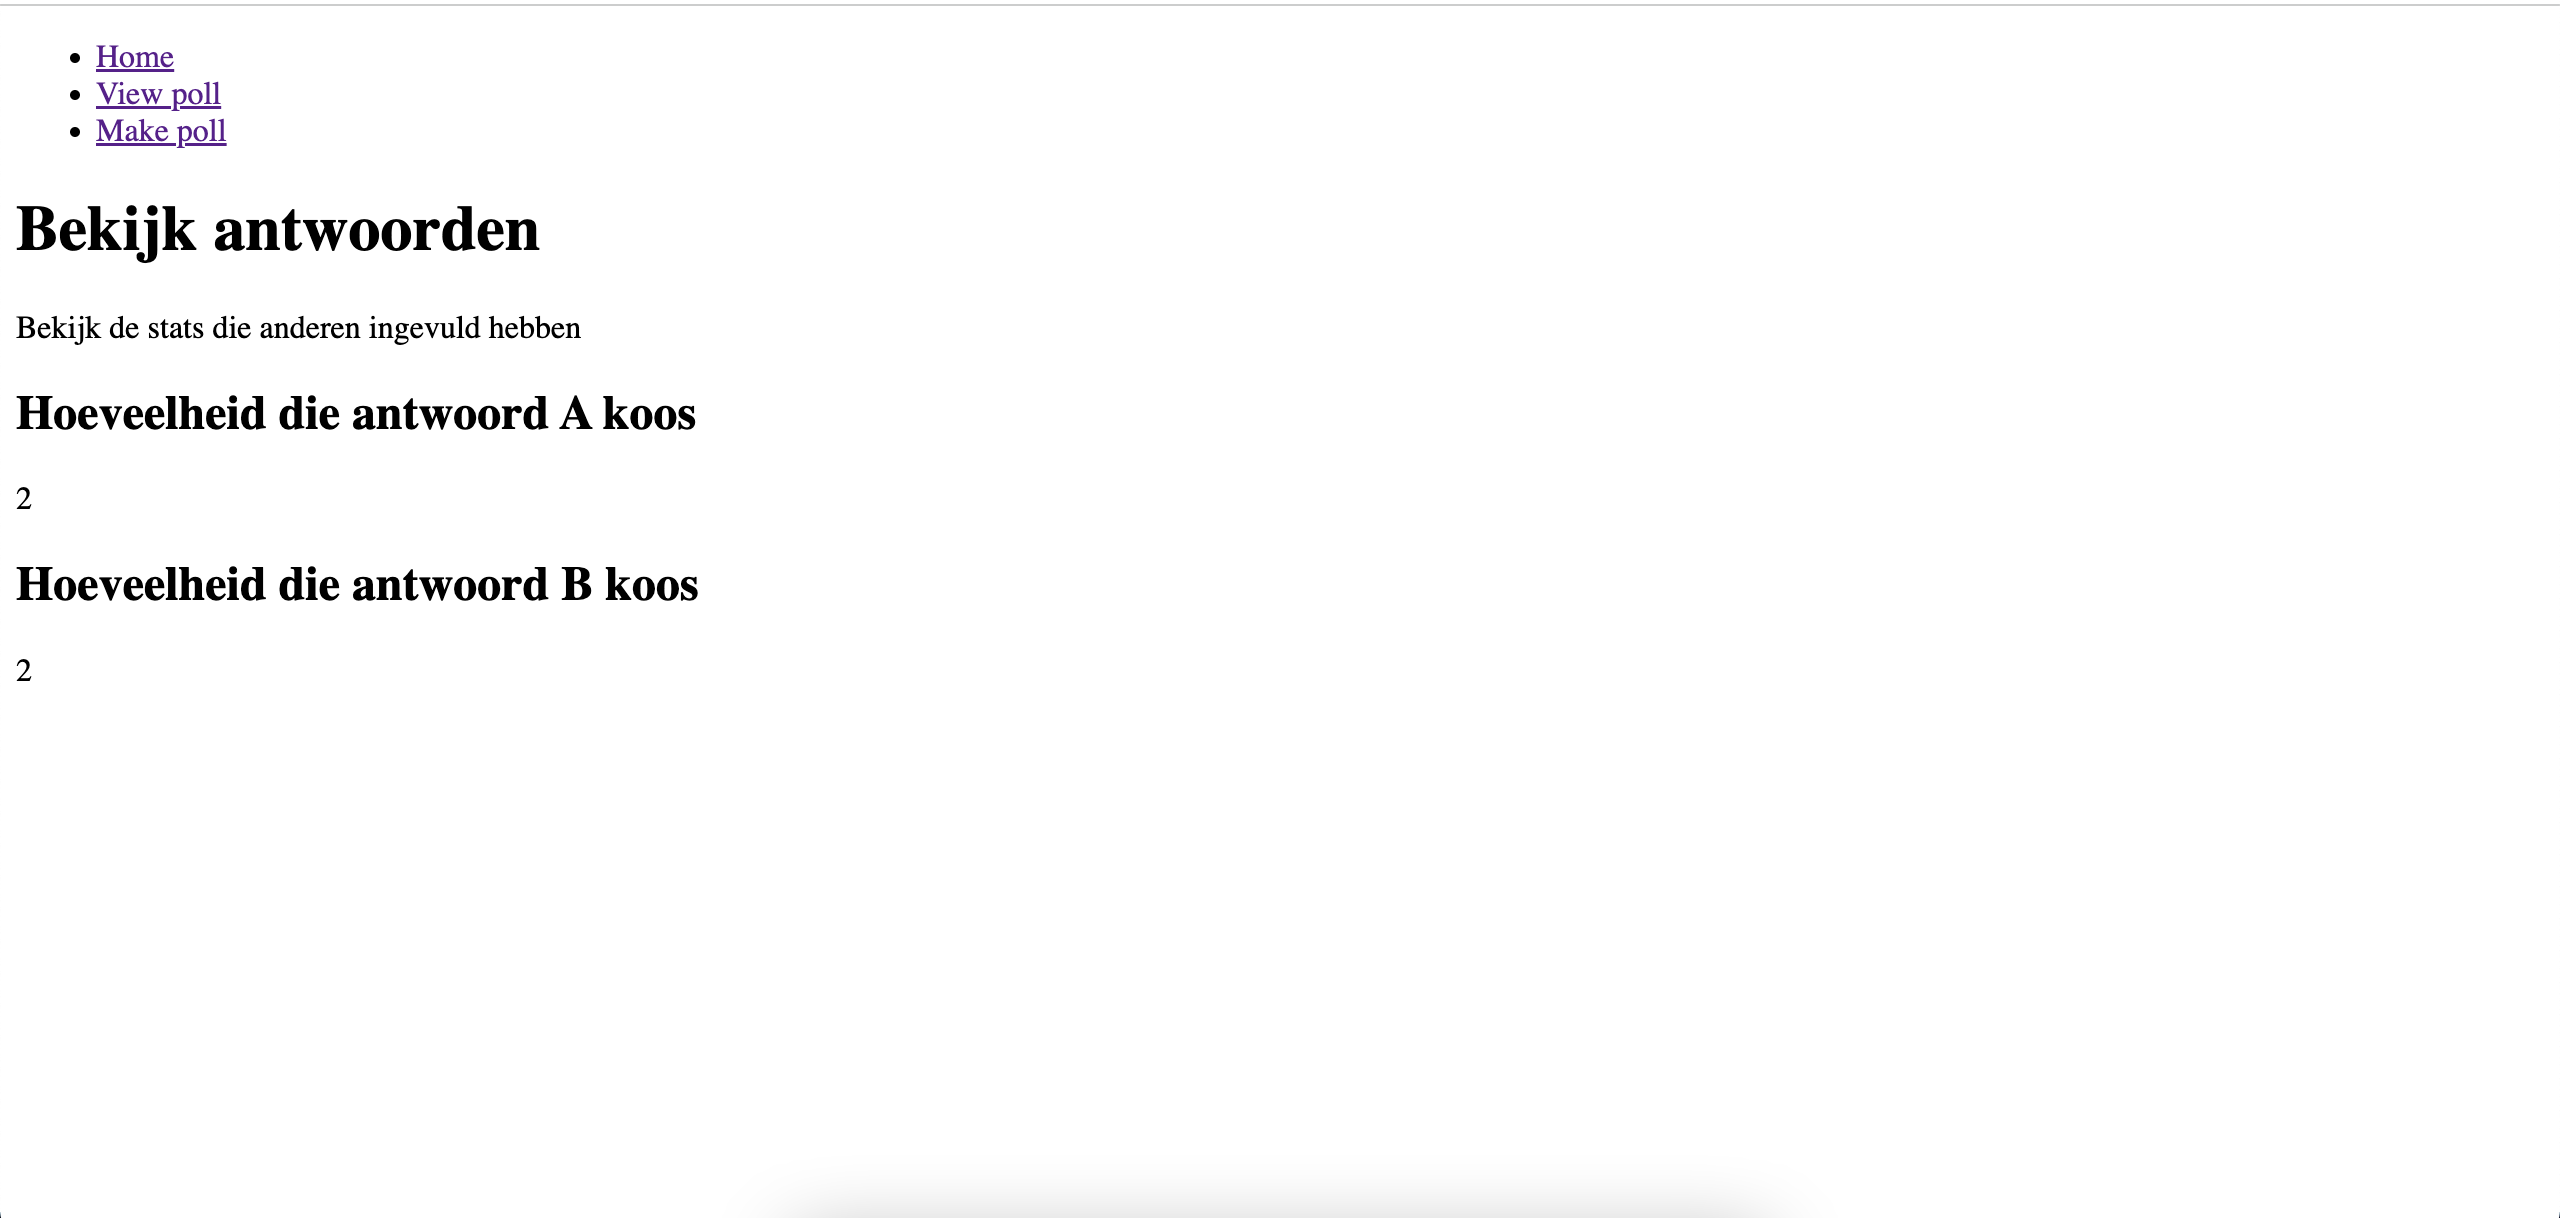 Home
View poll
Make poll
Bekijk antwoorden
Bekijk de stats die anderen ingevuld hebben
Hoeveelheid die antwoord A koos
2
Hoeveelheid die antwoord B koos
2